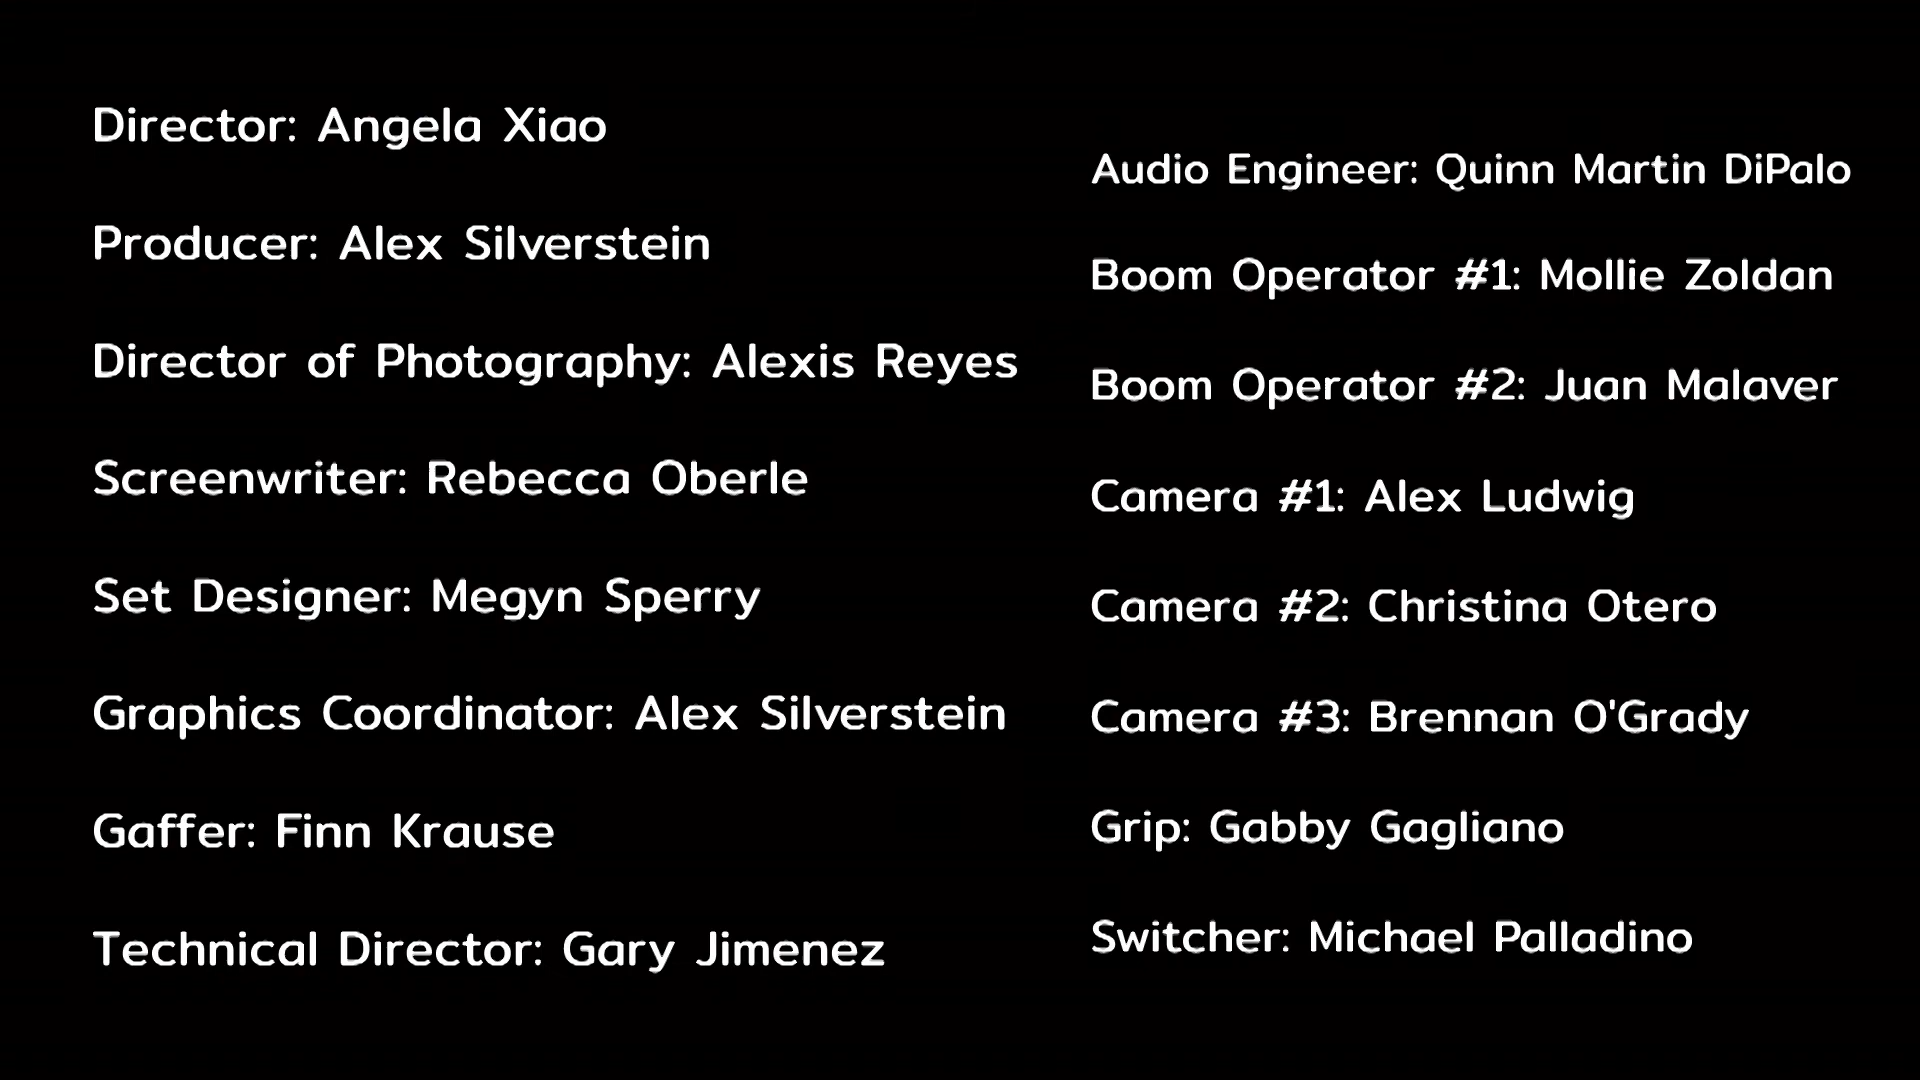 Director: Angela Xiao
Producer: Alex Silverstein
Director of Photography: Alexis Reyes
Screenwriter: Rebecca Oberle
Set Designer: Megyn Sperry
Graphics Coordinator: Alex Silverstein
Gaffer: Finn Krause
Technical Director: Gary Jimenez
Audio Engineer: Quinn Martin DiPalo
Boom Operator #1: Mollie Zoldan
Boom Operator #2: Juan Malaver
Camera #1: Alex Ludwig
Camera #2: Christina Otero
Camera #3: Brennan O'Grady
Grip: Gabby Gagliano
Switcher: Michael Palladino